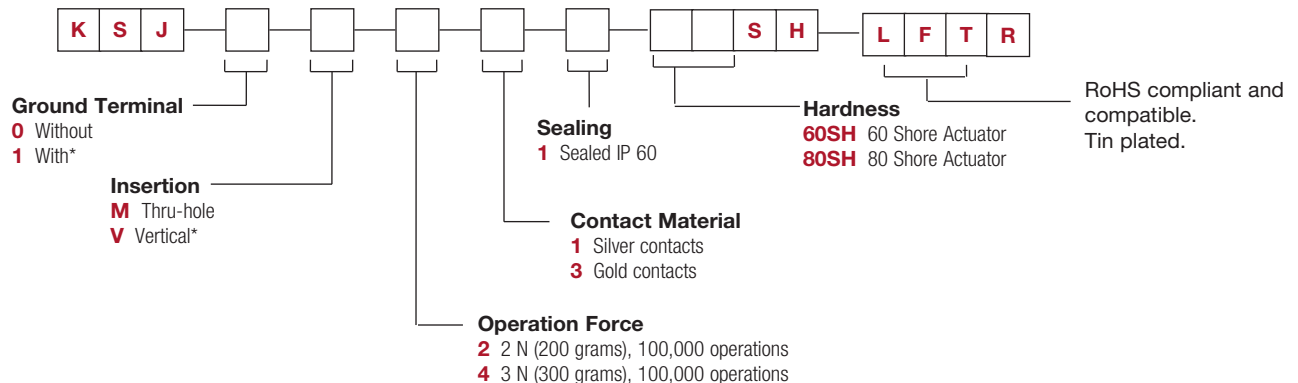 K S J S H L F T R
Ground Terminal
0 Without
1 With*
Insertion
M Thru-hole
V Vertical*
Operation Force
2 2 N (200 grams), 100,000 operations
4 3 N (300 grams), 100,000 operations
Contact Material
1 Silver contacts
3 Gold contacts
Sealing
1 Sealed IP 60
Hardness
60SH 60 Shore Actuator
80SH 80 Shore Actuator
RoHS compliant and
compatible.
Tin plated.